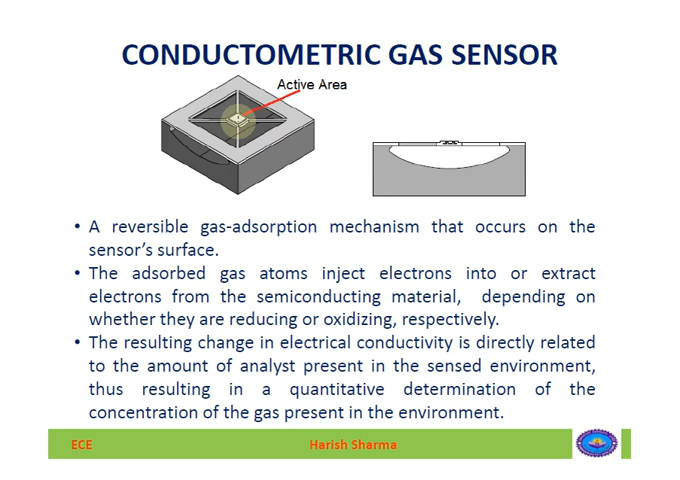 CONDUCTOMETRIC GAS SENSOR
Active Area
• A reversible gas-adsorption mechanism that occurs on the
sensor's surface.
• The adsorbed gas atoms inject electrons into or extract
electrons from the semiconducting material, depending on
whether they are reducing or oxidizing, respectively.
• The resulting change in electrical conductivity is directly related
to the amount of analyst present in the sensed environment,
thus resulting in a quantitative determination of the
concentration of the gas present in the environment.
ECE
Harish Sharma